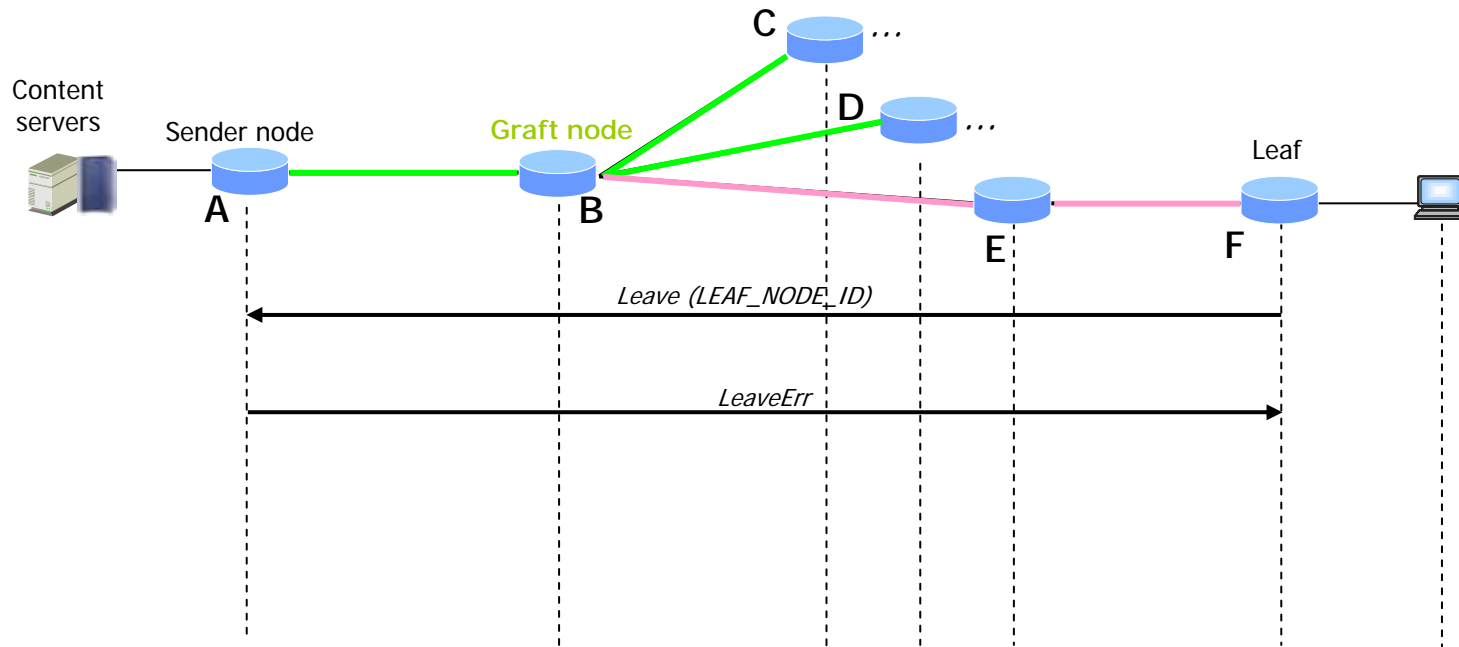 C ...
Content
servers
Sender node
Graft node
D ...
Leaf
A
B
E
F
Leave (LEAF_NODE_ID)
LeaveErr